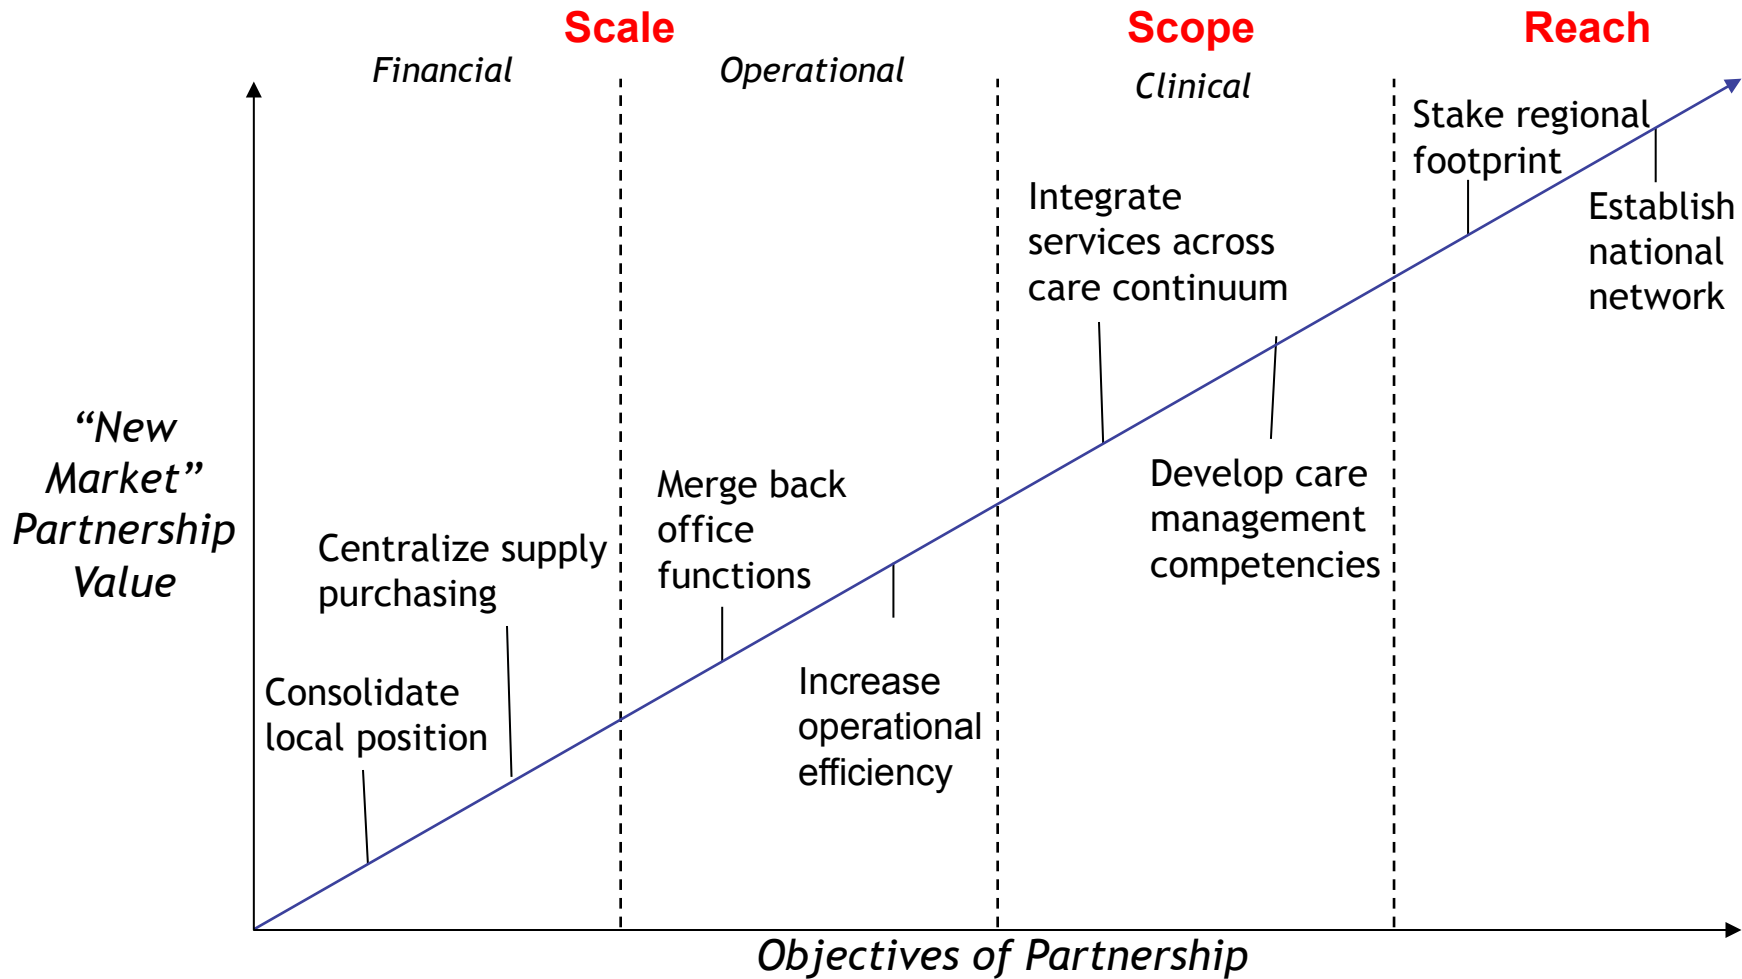 Scale
Scope
Reach
Financial
Operational
Clinical
“New
Market”
Partnership
Value
Consolidate
local position
Centralize supply
purchasing
Merge back
office
functions
Increase
operational
efficiency
Integrate
services across
care continuum
Develop care
management
competencies
Stake regional
footprint
Establish
national
network
Objectives of Partnership